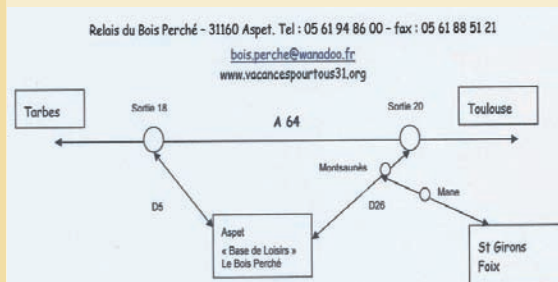 Relais du Bois Perché - 31160 Aspet. Tel : 05 61 94 86 00 - fax : 05 61 88 51 21
bois.perche@wanadoo.fr
www.vacancespourtous31.org
Tarbes
Sortie 18
A 64
Sortie 20
Toulouse
Montsaunès
Mane
D5
D26
Aspet
« Base de Loisirs »
Le Bois Perché
St Girons
Foix